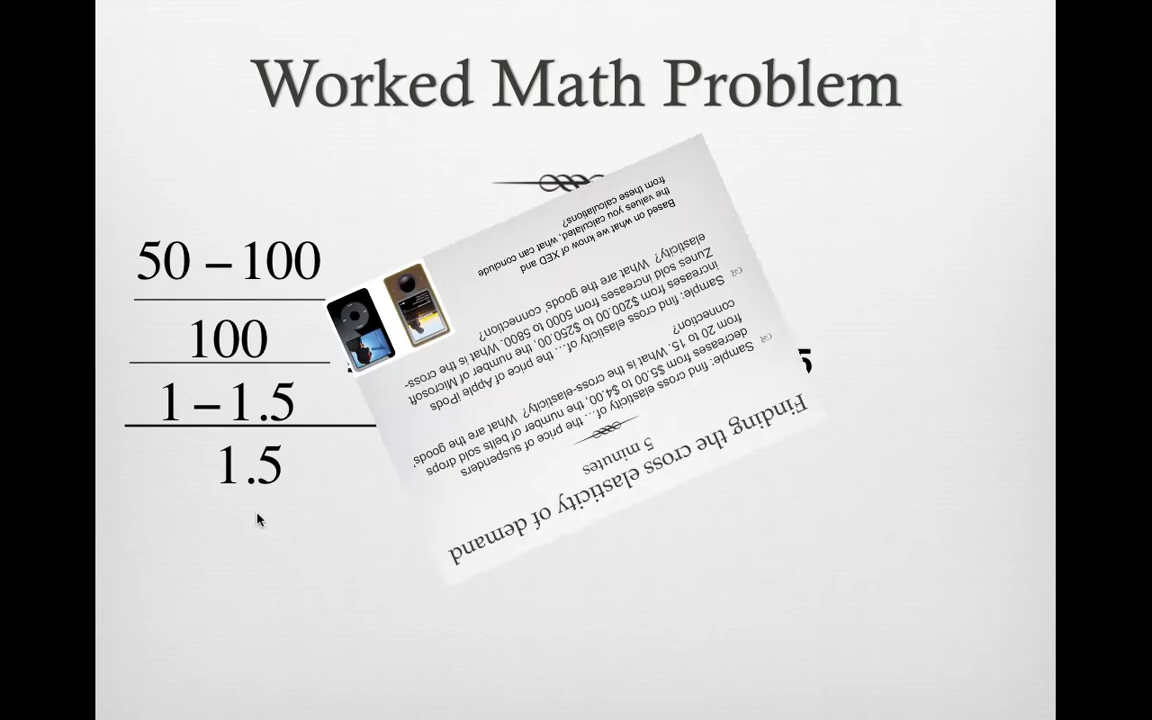 Worked Math Problem
50 – 100
100
1 – 1.5
1.5
5
Finding the cross elasticity of demand
5 minutes
Sample: find cross elasticity of… the price of suspenders
decreases from $5.00 to $4.00, the number of belts sold drops
from 20 to 15. What is the cross-elasticity? What are the goods'
connection?
Sample: find cross elasticity of… the price of Apple iPods
increases from $200.00 to $250.00, the number of Microsoft
Zunes sold increases from 5000 to 5800. What is the cross-
elasticity? What are the goods' connection?
Based on what we know of XED and
the values you calculated, what can conclude
from these calculations?